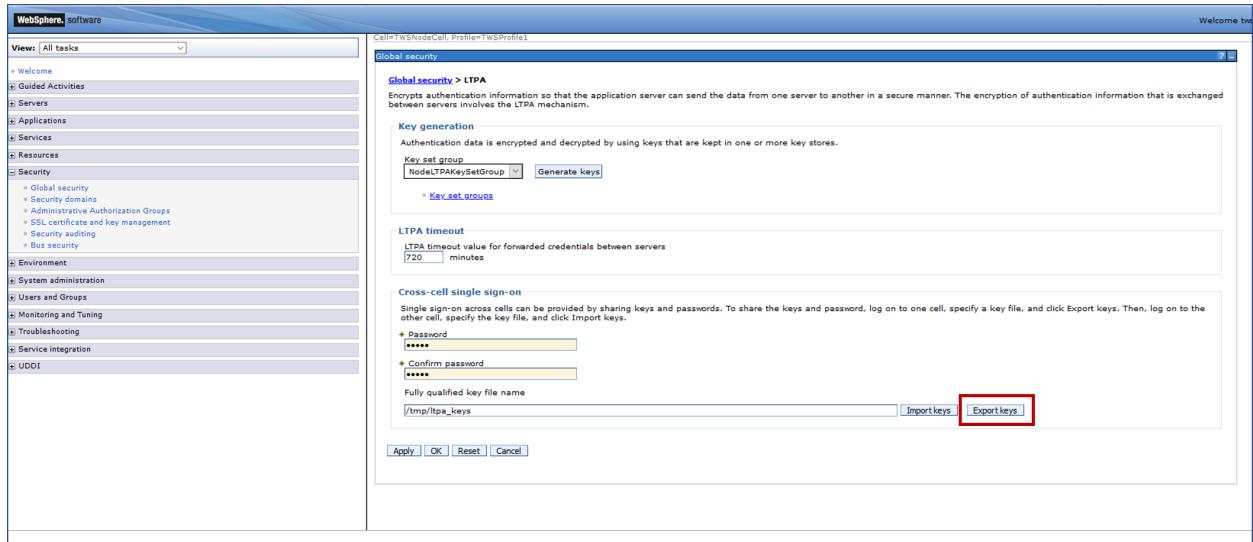 WebSphere. software
Welcome tws
View: All tasks
Welcome
Guided Activities
Servers
Applications
Services
Resources
Security
Global security
Security domains
Administrative Authorization Groups
SSL certificate and key management
Security auditing
Bus security
Environment
System administration
Users and Groups
Monitoring and Tuning
Troubleshooting
Service integration
UDDI
Cell=TWSNodeCell, Profile=TWSProfile1
Global security ? -
Global security > LTPA
Encrypts authentication information so that the application server can send the data from one server to another in a secure manner. The encryption of authentication information that is exchanged
between servers involves the LTPA mechanism.
Key generation
Authentication data is encrypted and decrypted by using keys that are kept in one or more key stores.
Key set group
NodeLTPAKeySetGroup Generate keys
Key set groups
LTPA timeout
LTPA timeout value for forwarded credentials between servers
720 minutes
Cross-cell single sign-on
Single sign-on across cells can be provided by sharing keys and passwords. To share the keys and password, log on to one cell, specify a key file, and click Export keys. Then, log on to the
other cell, specify the key file, and click Import keys.
Password
•••••
Confirm password
•••••
Fully qualified key file name
/tmp/ltpa_keys Import keys Export keys
Apply OK Reset Cancel